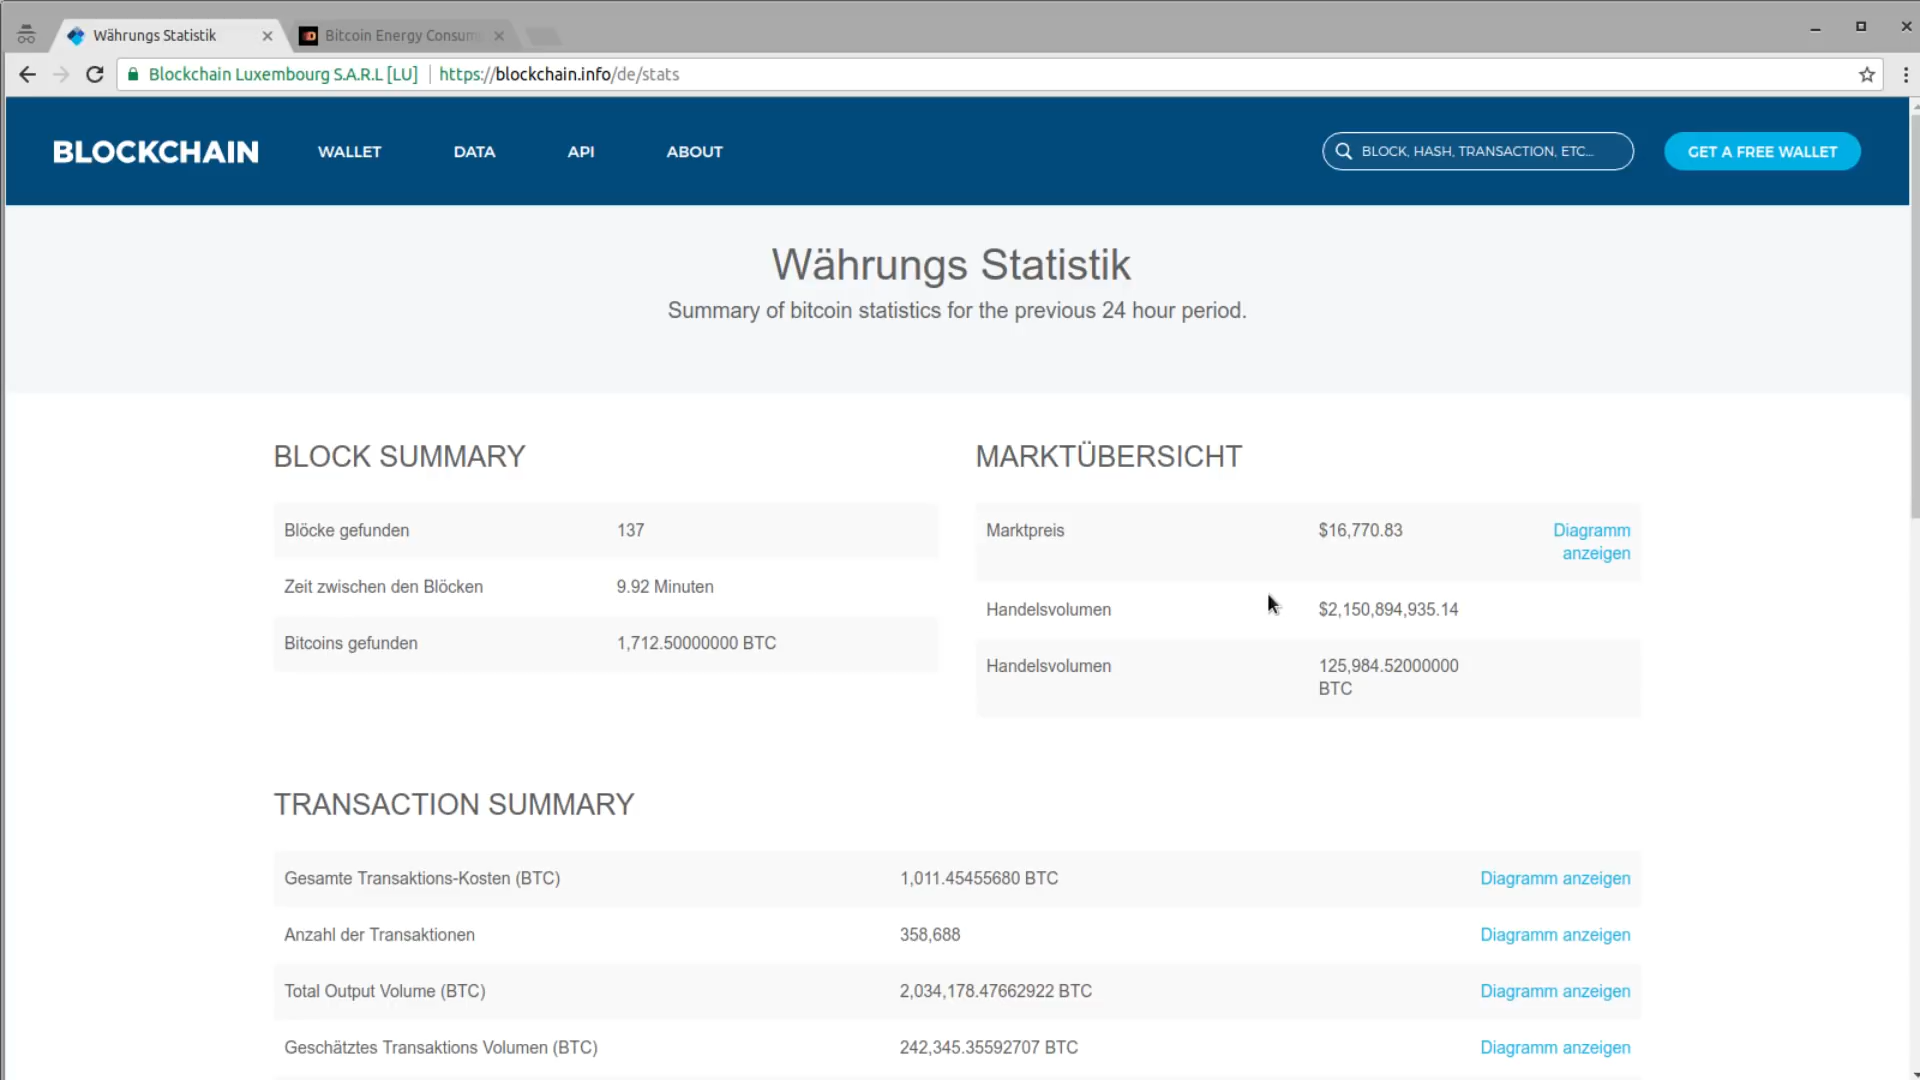 Währungs Statistik
Bitcoin Energy Consum
Blockchain Luxembourg S.A.R.L [LU] https://blockchain.info/de/stats
BLOCKCHAIN WALLET DATA API ABOUT BLOCK, HASH, TRANSACTION, ETC... GET A FREE WALLET
Währungs Statistik
Summary of bitcoin statistics for the previous 24 hour period.
BLOCK SUMMARY
Blöcke gefunden 137
Zeit zwischen den Blöcken 9.92 Minuten
Bitcoins gefunden 1,712.50000000 BTC
MARKTÜBERSICHT
Marktpreis $16,770.83 Diagramm
anzeigen
Handelsvolumen $2,150,894,935.14
Handelsvolumen 125,984.52000000
BTC
TRANSACTION SUMMARY
Gesamte Transaktions-Kosten (BTC) 1,011.45455680 BTC Diagramm anzeigen
Anzahl der Transaktionen 358,688 Diagramm anzeigen
Total Output Volume (BTC) 2,034,178.47662922 BTC Diagramm anzeigen
Geschätztes Transaktions Volumen (BTC) 242,345.35592707 BTC Diagramm anzeigen